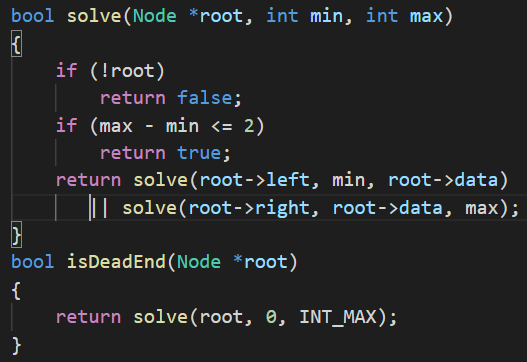 bool solve(Node *root, int min, int max)
{
    if (!root)
        return false;
    if (max - min <= 2)
        return true;
    return solve(root->left, min, root->data)
        || solve(root->right, root->data, max);
}
bool isDeadEnd(Node *root)
{
    return solve(root, 0, INT_MAX);
}